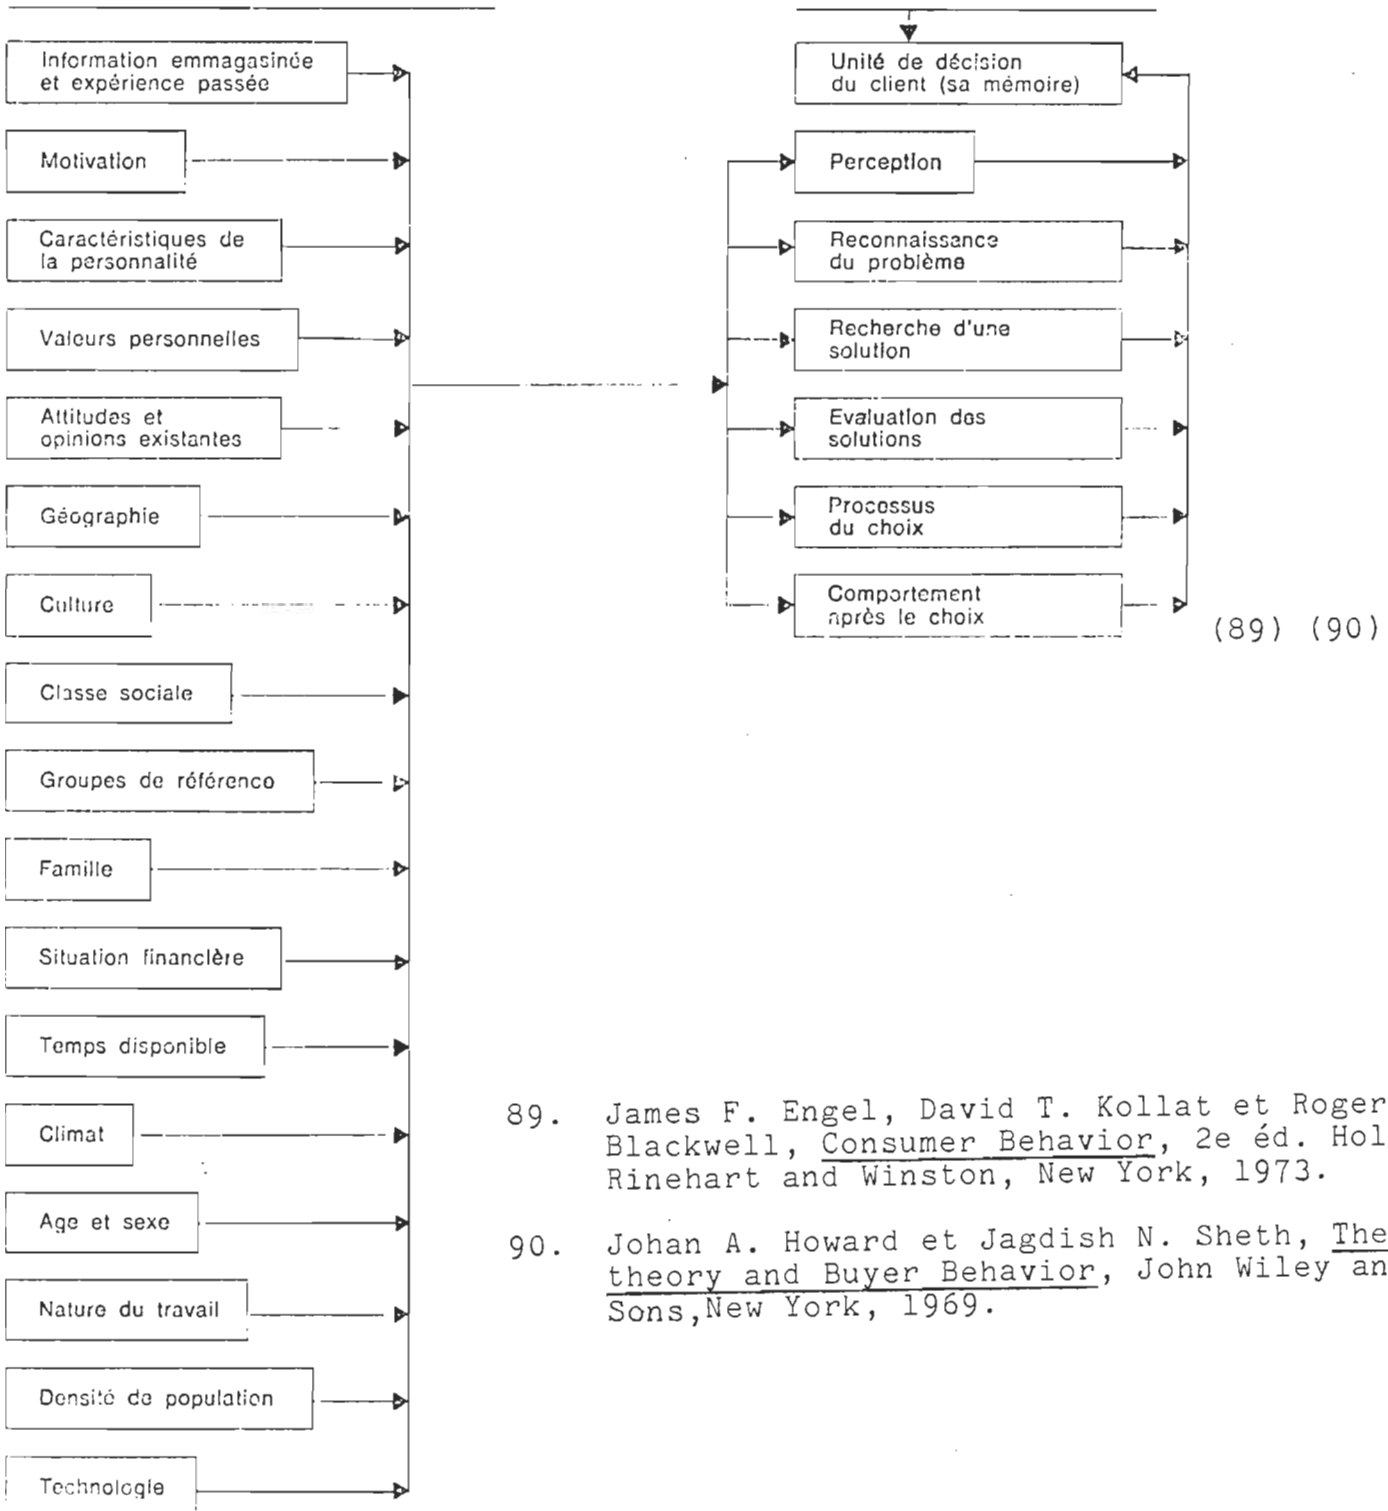 Information emmagasinée
et expérience passée
Motivation
Caractéristiques de
la personnalité
Valeurs personnelles
Attitudes et
opinions existantes
Géographie
Culture
Classe sociale
Groupes de référence
Famille
Situation financière
Temps disponible
Climat
Age et sexe
Nature du travail
Densité de population
Technologie
Unité de décision
du client (sa mémoire)
Perception
Reconnaissance
du problème
Recherche d'une
solution
Evaluation des
solutions
Processus
du choix
Comportement
après le choix
(89) (90)
89. James F. Engel, David T. Kollat et Roger
Blackwell, Consumer Behavior, 2e éd. Hol
Rinehart and Winston, New York, 1973.
90. Johan A. Howard et Jagdish N. Sheth, The
theory and Buyer Behavior, John Wiley an
Sons,New York, 1969.